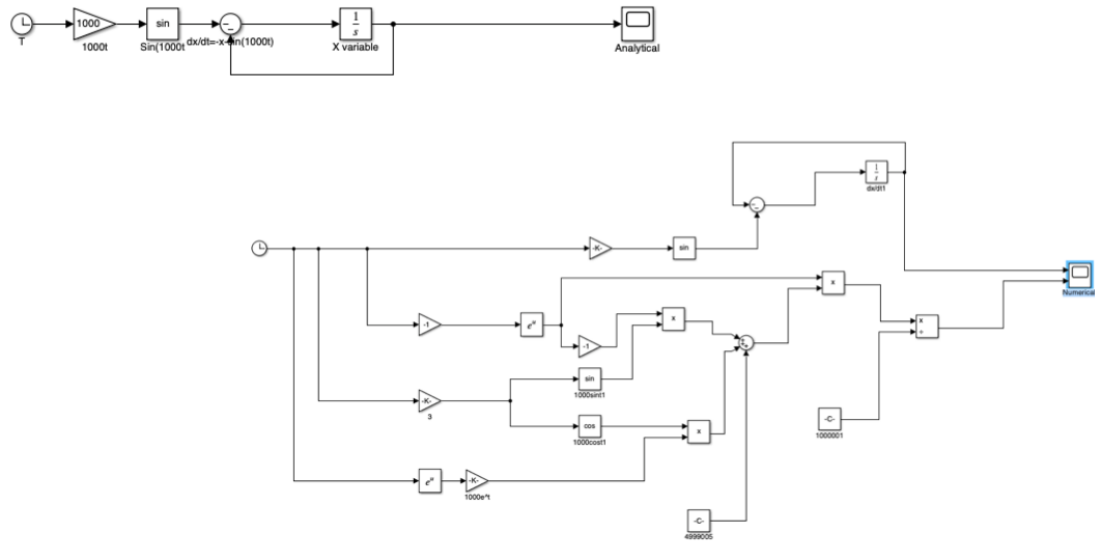 1000
sin
1
s
T
1000t
Sin(1000t
dx/dt=-x-sin(1000t)
X variable
Analytical
1
s
dx/dt1
-K-
sin
Numerical
x
-1
e^u
x
x
÷
-1
-K-
sin
3
1000sint1
-C-
cos
x
1000001
1000cost1
e^u
-K-
1000e^t
-C-
4999005